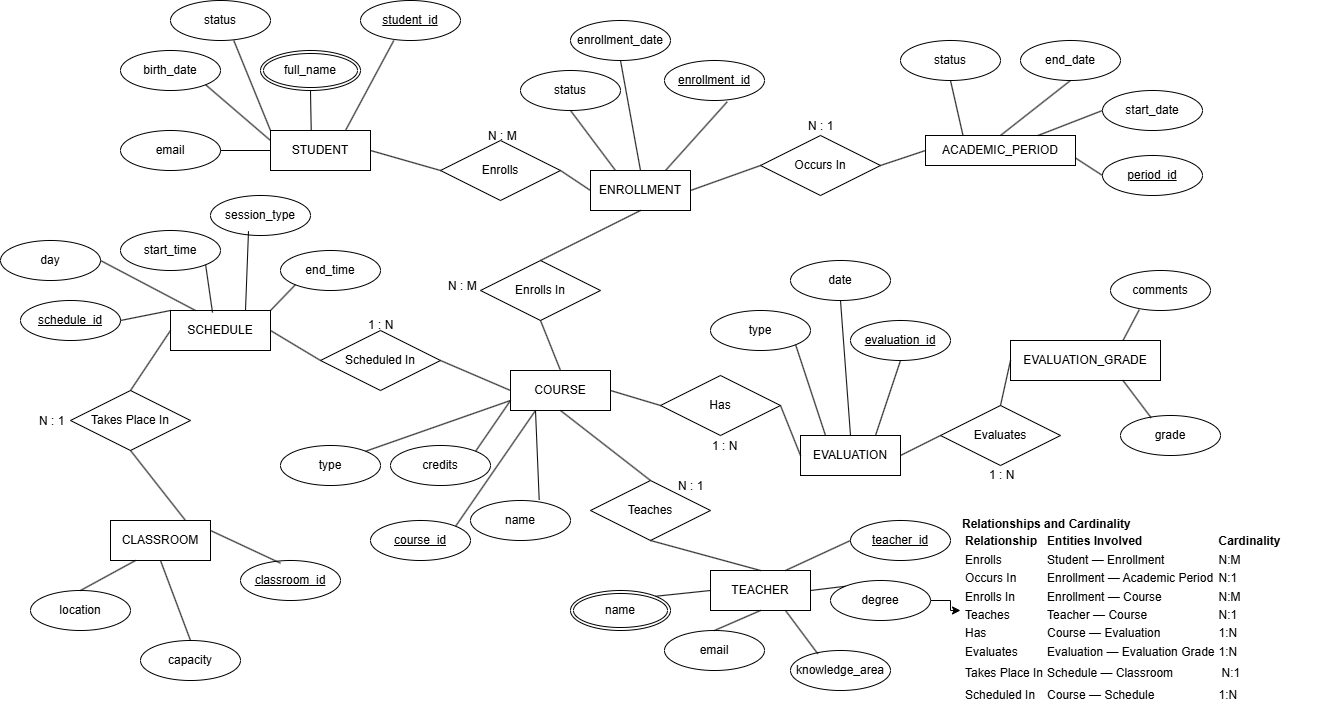 status
student_id
birth_date
full_name
email
STUDENT
N : M
Enrolls
enrollment_date
status
enrollment_id
ENROLLMENT
N : 1
Occurs In
status
end_date
start_date
period_id
ACADEMIC_PERIOD
session_type
start_time
day
end_time
schedule_id
SCHEDULE
1 : N
Scheduled In
N : M
Enrolls In
COURSE
type
credits
course_id
name
N : 1
Takes Place In
CLASSROOM
location
capacity
classroom_id
Has
1 : N
date
type
evaluation_id
EVALUATION
Evaluates
1 : N
comments
EVALUATION_GRADE
grade
N : 1
Teaches
TEACHER
teacher_id
name
degree
email
knowledge_area
Relationships and Cardinality
Relationship Entities Involved Cardinality
Enrolls Student — Enrollment N:M
Occurs In Enrollment — Academic Period N:1
Enrolls In Enrollment — Course N:M
Teaches Teacher — Course N:1
Has Course — Evaluation 1:N
Evaluates Evaluation — Evaluation Grade 1:N
Takes Place In Schedule — Classroom N:1
Scheduled In Course — Schedule 1:N